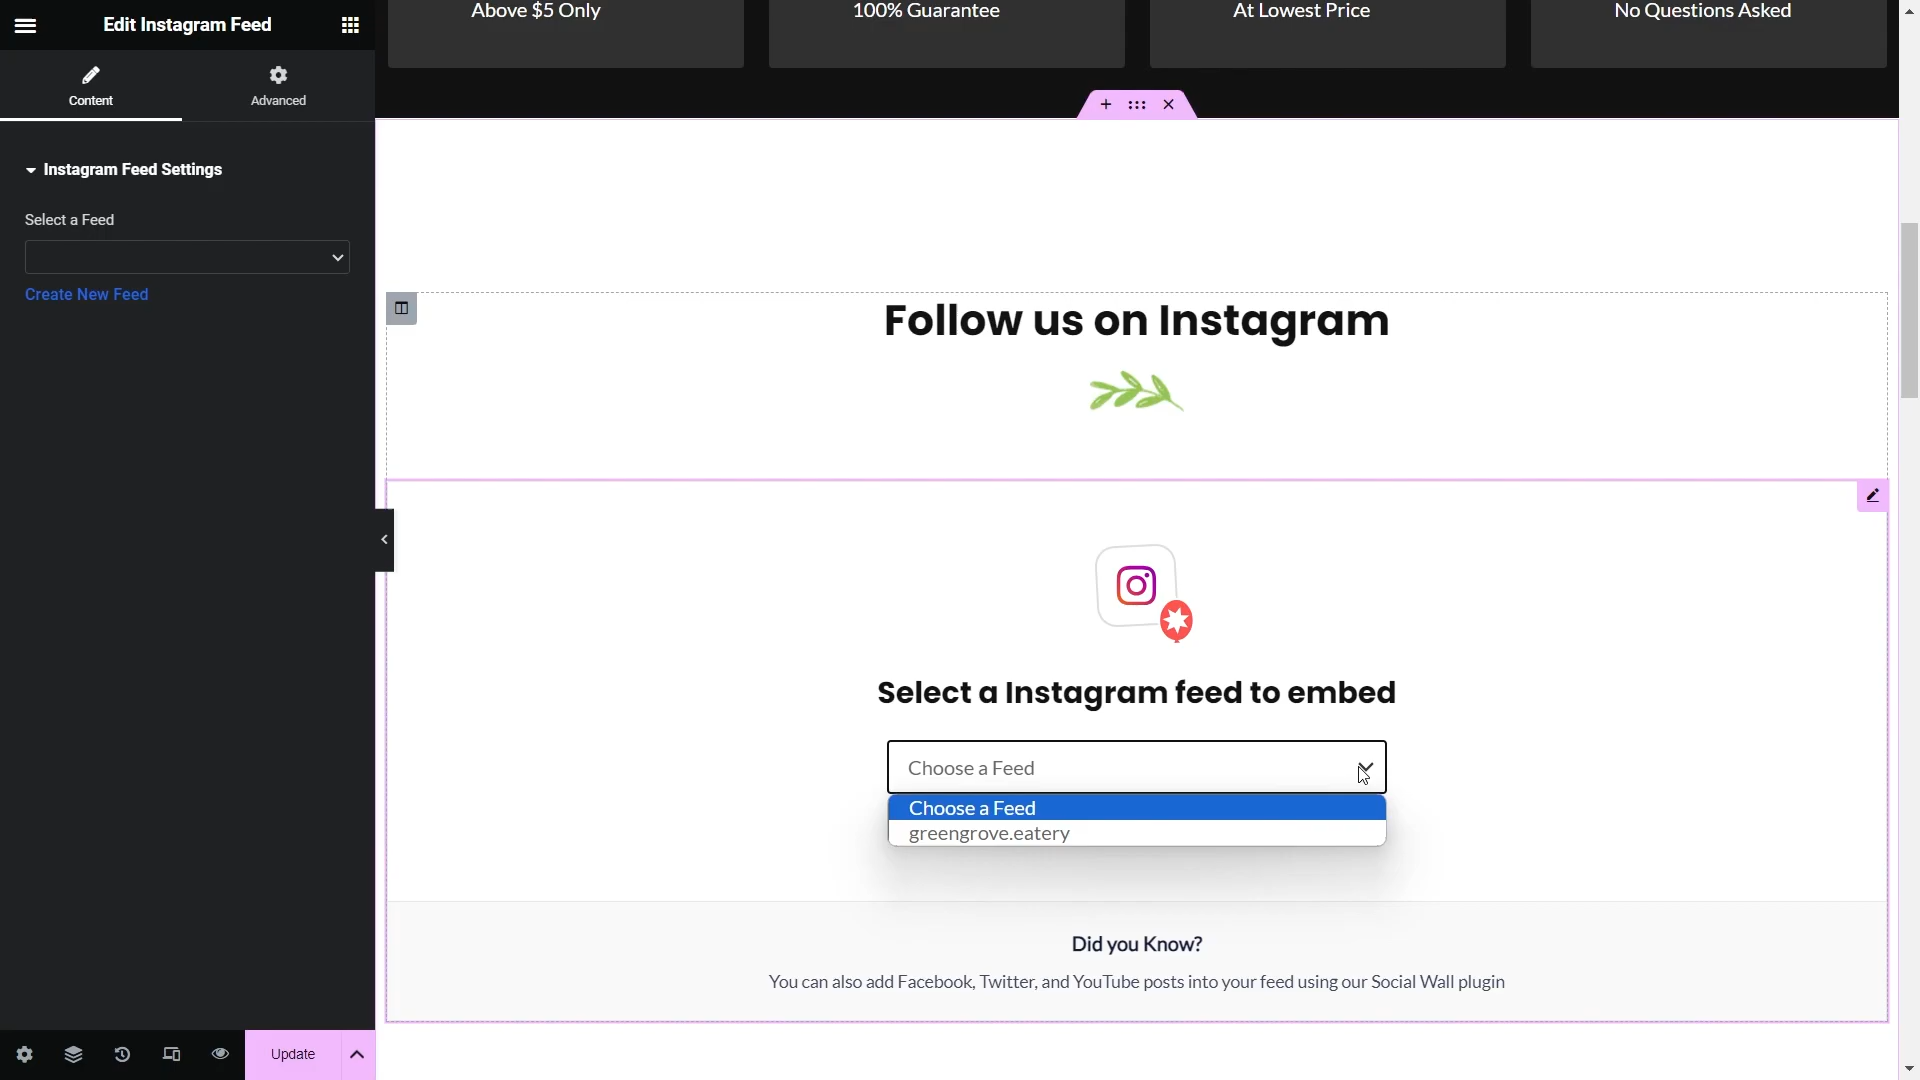 Edit Instagram Feed
Content
Advanced
Instagram Feed Settings
Select a Feed
Create New Feed
Update
Above $5 Only
100% Guarantee
At Lowest Price
No Questions Asked
Follow us on Instagram
Select a Instagram feed to embed
Choose a Feed
Choose a Feed
greengrove.eatery
Did you Know?
You can also add Facebook, Twitter, and YouTube posts into your feed using our Social Wall plugin